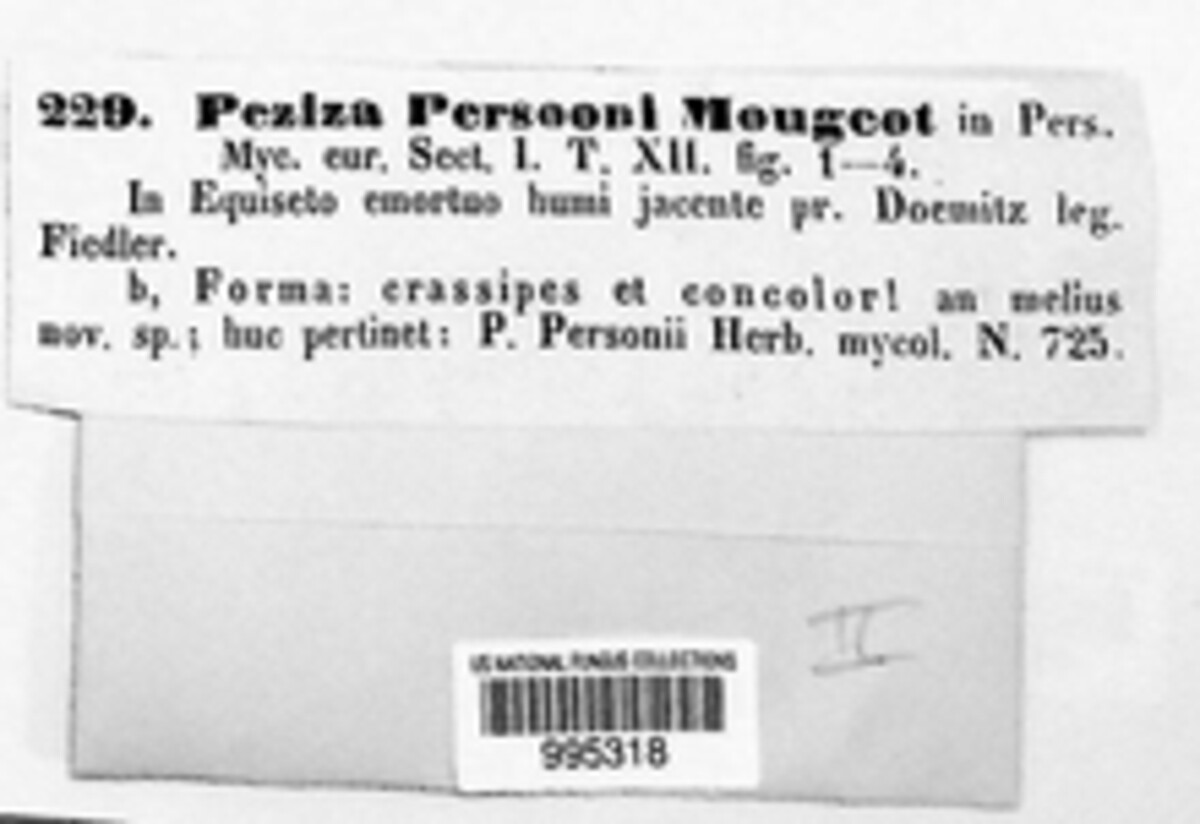 229. Peziza Persooni Mougeot in Pers.
Myc. eur. Sect. I. T. XII. fig. 1—4.
In Equiseto emortuo humi jacente pr. Doemitz leg.
Fiedler.
b, Forma: crassipes et concolor! an melius
nov. sp.; huc pertinet: P. Personii Herb. mycol. N. 725.
II
US NATIONAL FUNGUS COLLECTIONS
995318